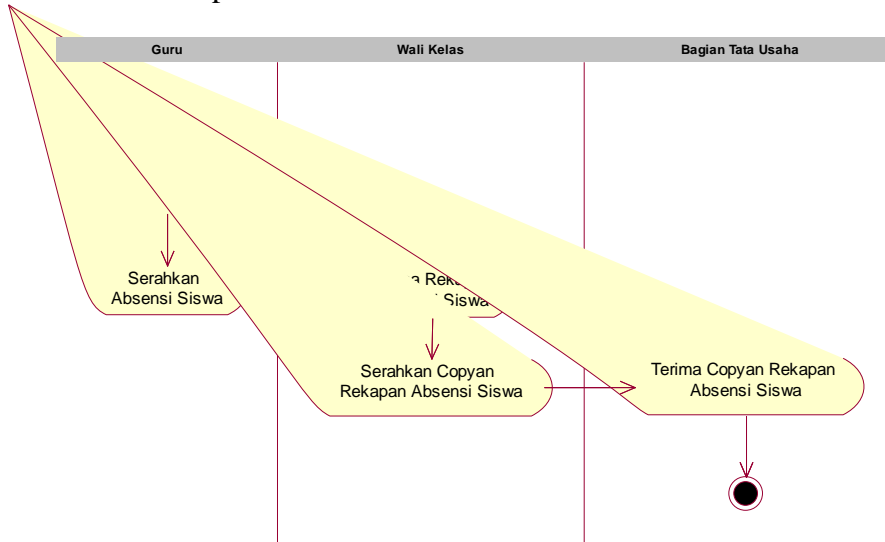 Guru
Wali Kelas
Bagian Tata Usaha
Serahkan
Absensi Siswa
Siswa
Serahkan Copyan
Rekapan Absensi Siswa
Terima Copyan Rekapan
Absensi Siswa